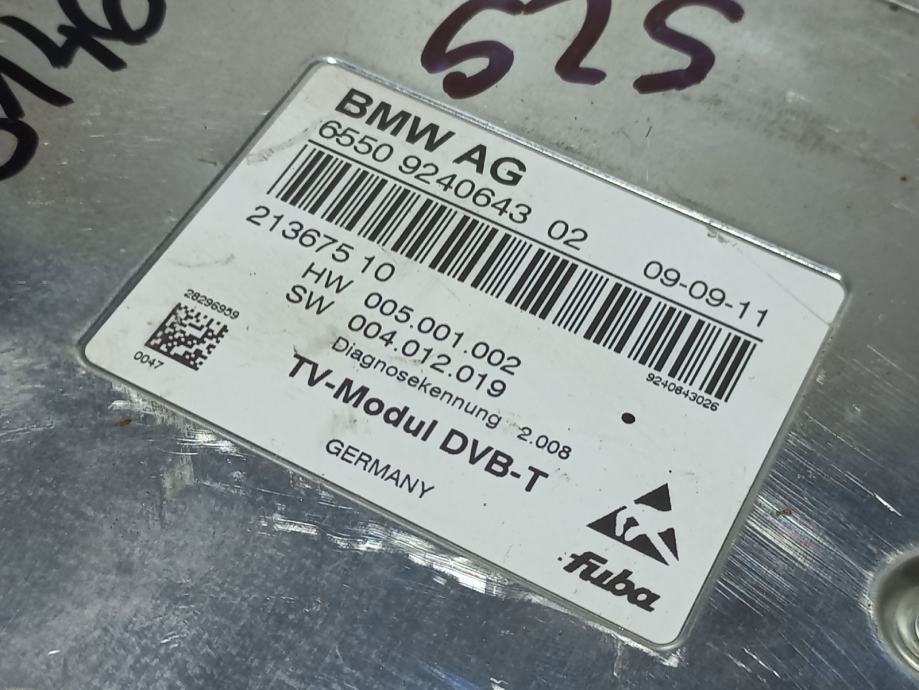 525
BMW AG
6550 9240643 02
09-09-11
213675 10
HW 005.001.002
SW 004.012.019
9240643026
28296959
0047
Diagnosekennung 2.008
TV-Modul DVB-T
GERMANY
fuba